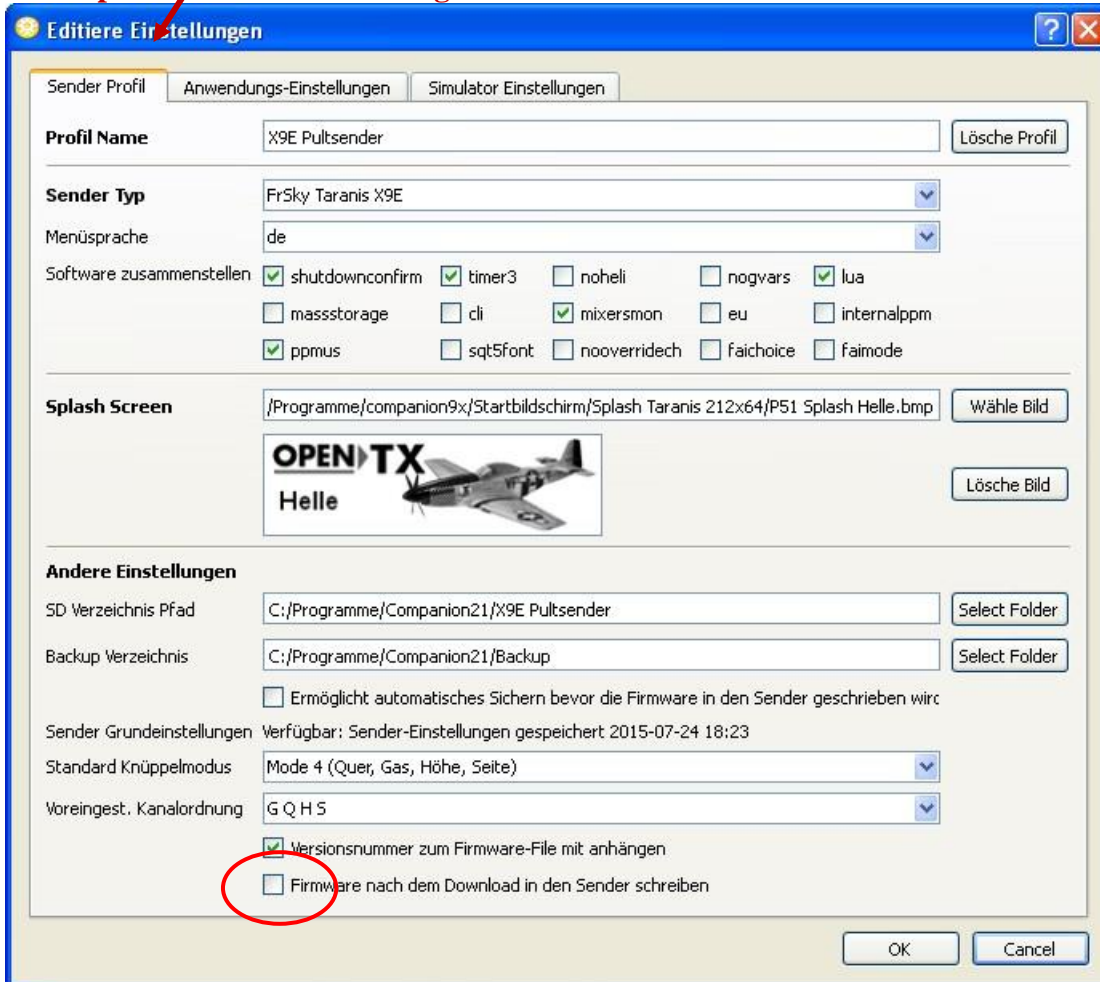 Editiere Einstellungen
Sender Profil Anwendungs-Einstellungen Simulator Einstellungen
Profil Name X9E Pultsender Lösche Profil
Sender Typ FrSky Taranis X9E
Menüsprache de
Software zusammenstellen shutdownconfirm timer3 noheli nogvars lua
massstorage cli mixersmon eu internalppm
ppmus sqt5font nooverridech faichoice faimode
Splash Screen /Programme/companion9x/Startbildschirm/Splash Taranis 212x64/P51 Splash Helle.bmp Wähle Bild
OPEN TX
Helle
Lösche Bild
Andere Einstellungen
SD Verzeichnis Pfad C:/Programme/Companion21/X9E Pultsender Select Folder
Backup Verzeichnis C:/Programme/Companion21/Backup Select Folder
Ermöglicht automatisches Sichern bevor die Firmware in den Sender geschrieben wirc
Sender Grundeinstellungen Verfügbar: Sender-Einstellungen gespeichert 2015-07-24 18:23
Standard Knüppelmodus Mode 4 (Quer, Gas, Höhe, Seite)
Voreingest. Kanalordnung G Q H S
Versionsnummer zum Firmware-File mit anhängen
Firmware nach dem Download in den Sender schreiben
OK Cancel